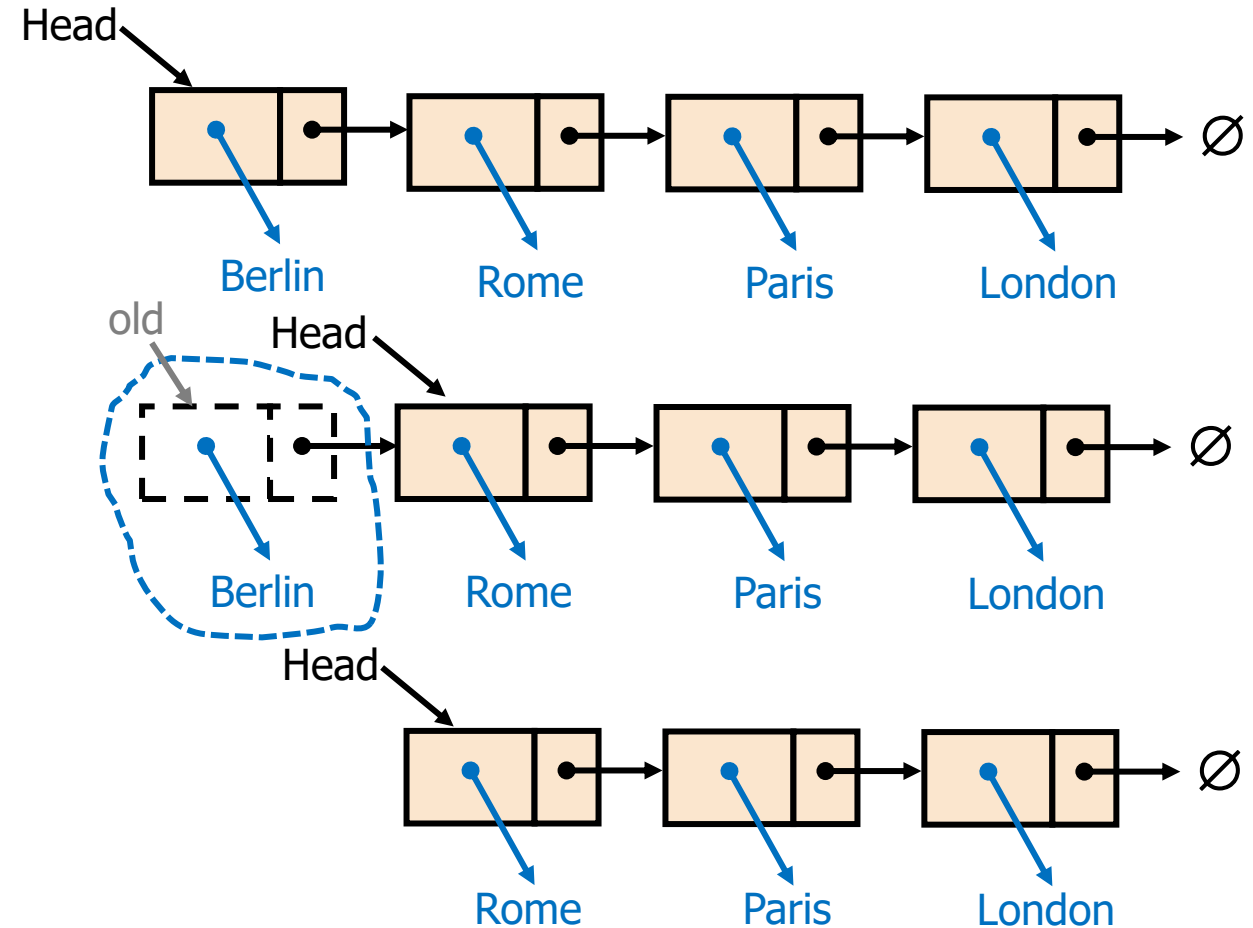 Head
∅
Berlin Rome Paris London
old
Head
∅
Berlin Rome Paris London
Head
∅
Rome Paris London